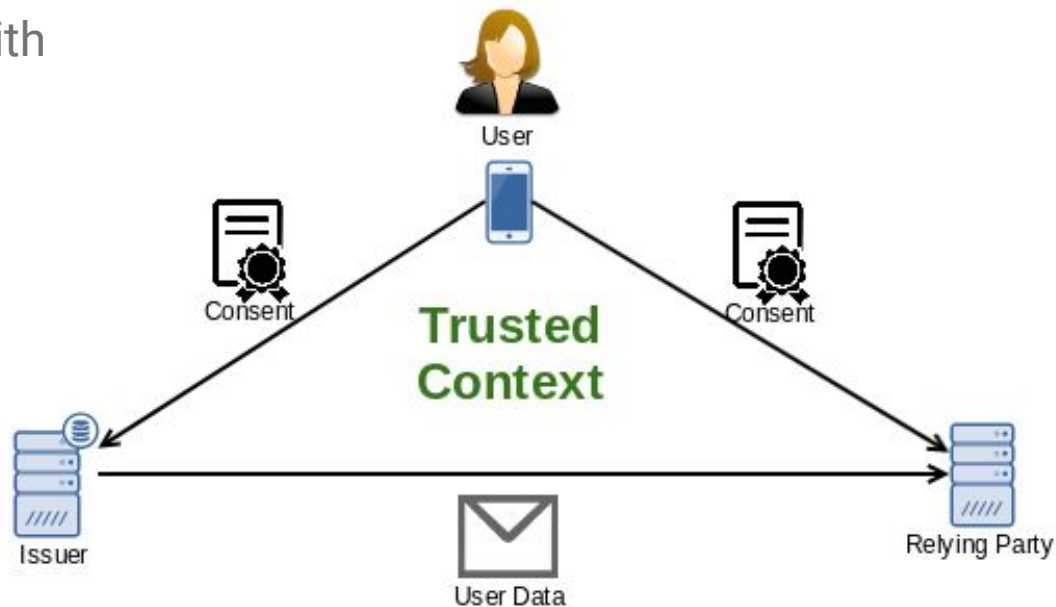 ith
User
Consent
Consent
Trusted
Context
Issuer
Relying Party
User Data